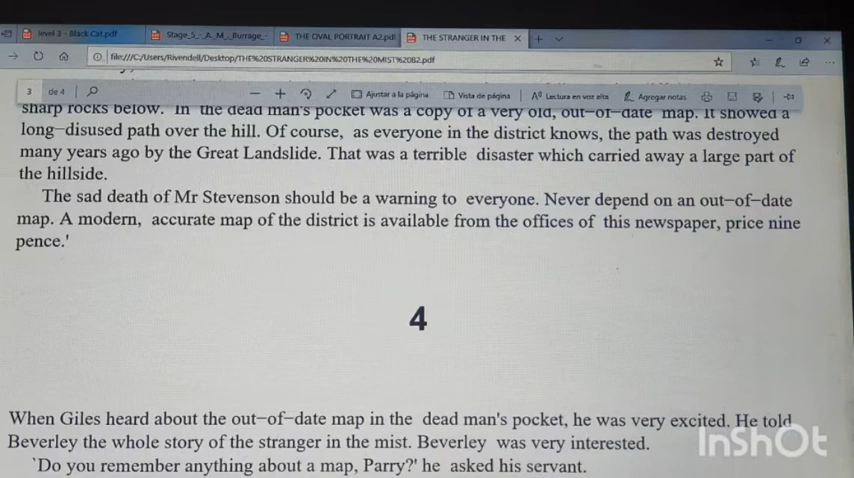 level 3 - Black Cat.pdf
Stage_S_-_A_M_-_Burrage_-
THE OVAL PORTRAIT A2.pdf
THE STRANGER IN THE
file:///C:/Users/Rivendell/Desktop/THE%20STRANGER%20IN%20THE%20MIST%20B2.pdf
3 de 4
Ajustar a la página
Vista de página
Lectura en voz alta
Agregar notas
sharp rocks below. In the dead man's pocket was a copy of a very old, out-of-date map. It showed a
long-disused path over the hill. Of course, as everyone in the district knows, the path was destroyed
many years ago by the Great Landslide. That was a terrible disaster which carried away a large part of
the hillside.
The sad death of Mr Stevenson should be a warning to everyone. Never depend on an out-of-date
map. A modern, accurate map of the district is available from the offices of this newspaper, price nine
pence.'
4
When Giles heard about the out-of-date map in the dead man's pocket, he was very excited. He told
Beverley the whole story of the stranger in the mist. Beverley was very interested.
`Do you remember anything about a map, Parry?' he asked his servant.
InShOt